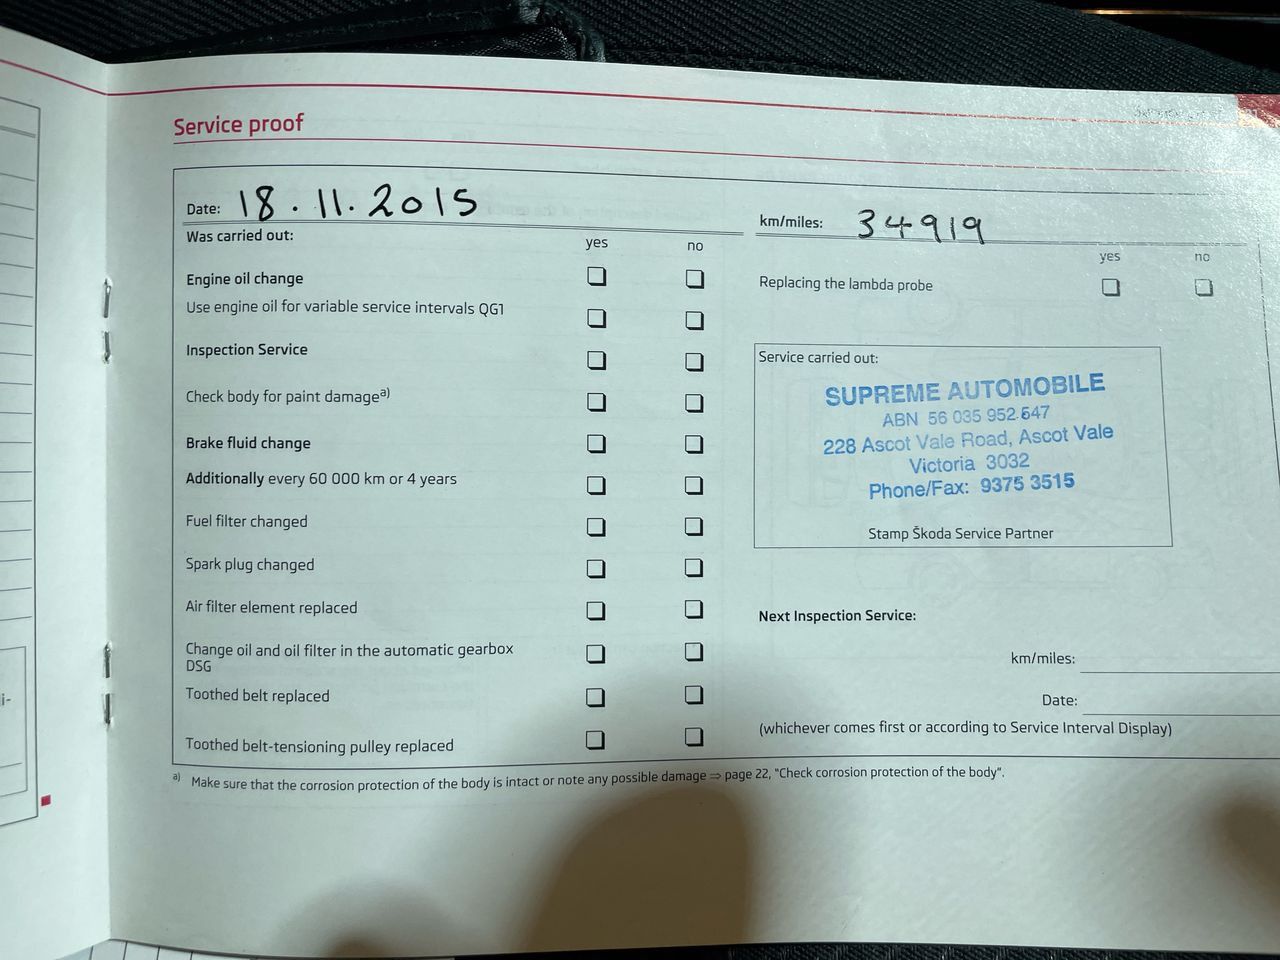 Service proof
Date: 18.11.2015
km/miles: 34919
Was carried out:
yes no
yes no
Engine oil change
Replacing the lambda probe
Use engine oil for variable service intervals QG1
Inspection Service
Check body for paint damage a)
Brake fluid change
Additionally every 60 000 km or 4 years
Fuel filter changed
Spark plug changed
Air filter element replaced
Change oil and oil filter in the automatic gearbox
DSG
Toothed belt replaced
Toothed belt-tensioning pulley replaced
Service carried out:
SUPREME AUTOMOBILE
ABN 56 035 952 547
228 Ascot Vale Road, Ascot Vale
Victoria 3032
Phone/Fax: 9375 3515
Stamp Škoda Service Partner
Next Inspection Service:
km/miles:
Date:
(whichever comes first or according to Service Interval Display)
a) Make sure that the corrosion protection of the body is intact or note any possible damage ⇒ page 22, "Check corrosion protection of the body".